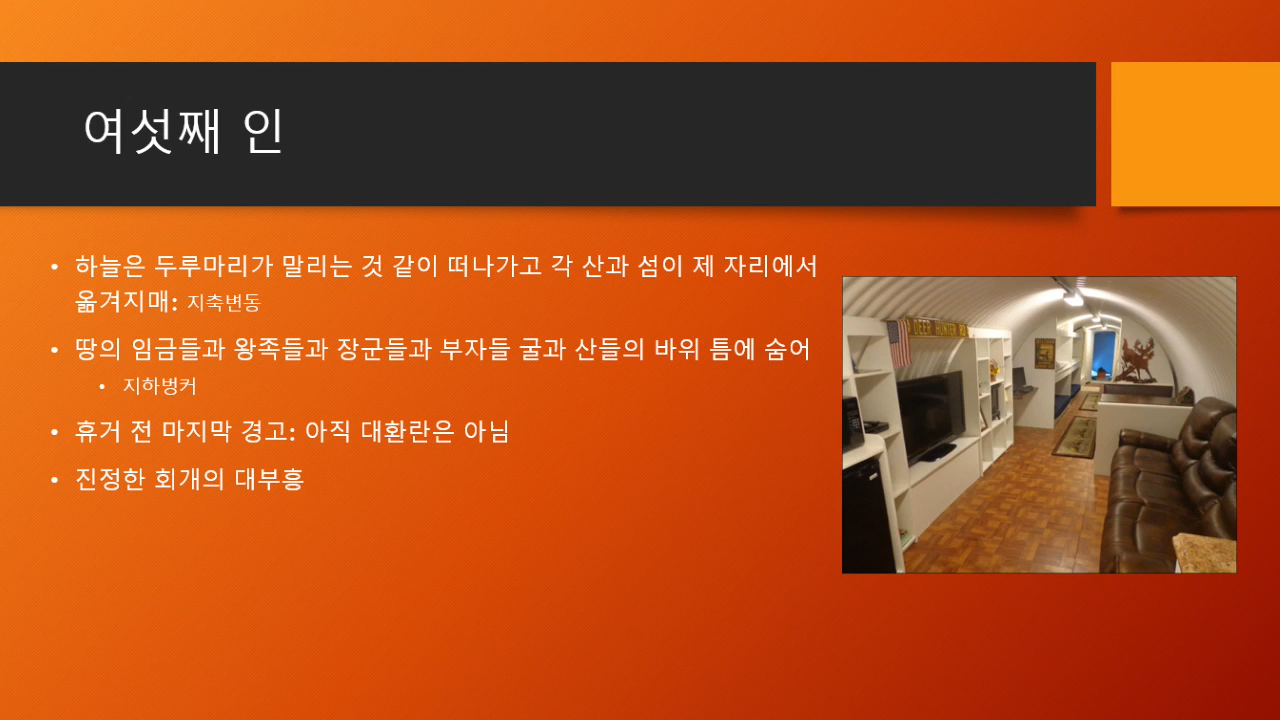 여섯째 인
• 하늘은 두루마리가 말리는 것 같이 떠나가고 각 산과 섬이 제 자리에서
옮겨지매: 지축변동
• 땅의 임금들과 왕족들과 장군들과 부자들 굴과 산들의 바위 틈에 숨어
• 지하벙커
• 휴거 전 마지막 경고: 아직 대환란은 아님
• 진정한 회개의 대부흥
DEER HUNTER RD